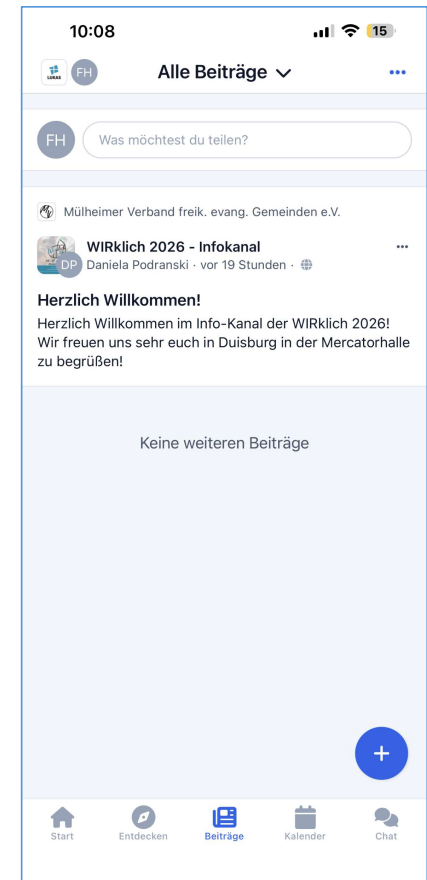 10:08
15
LUKAS
FH
Alle Beiträge
FH
Was möchtest du teilen?
Mülheimer Verband freik. evang. Gemeinden e.V.
WIRklich 2026 - Infokanal
DP
Daniela Podranski · vor 19 Stunden ·
Herzlich Willkommen!
Herzlich Willkommen im Info-Kanal der WIRklich 2026!
Wir freuen uns sehr euch in Duisburg in der Mercatorhalle
zu begrüßen!
Keine weiteren Beiträge
Start
Entdecken
Beiträge
Kalender
Chat